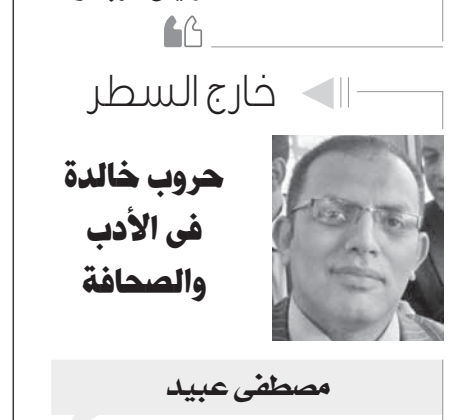 خارج السطر
حروب خالدة
فى الأدب
والصحافة
مصطفى عبيد